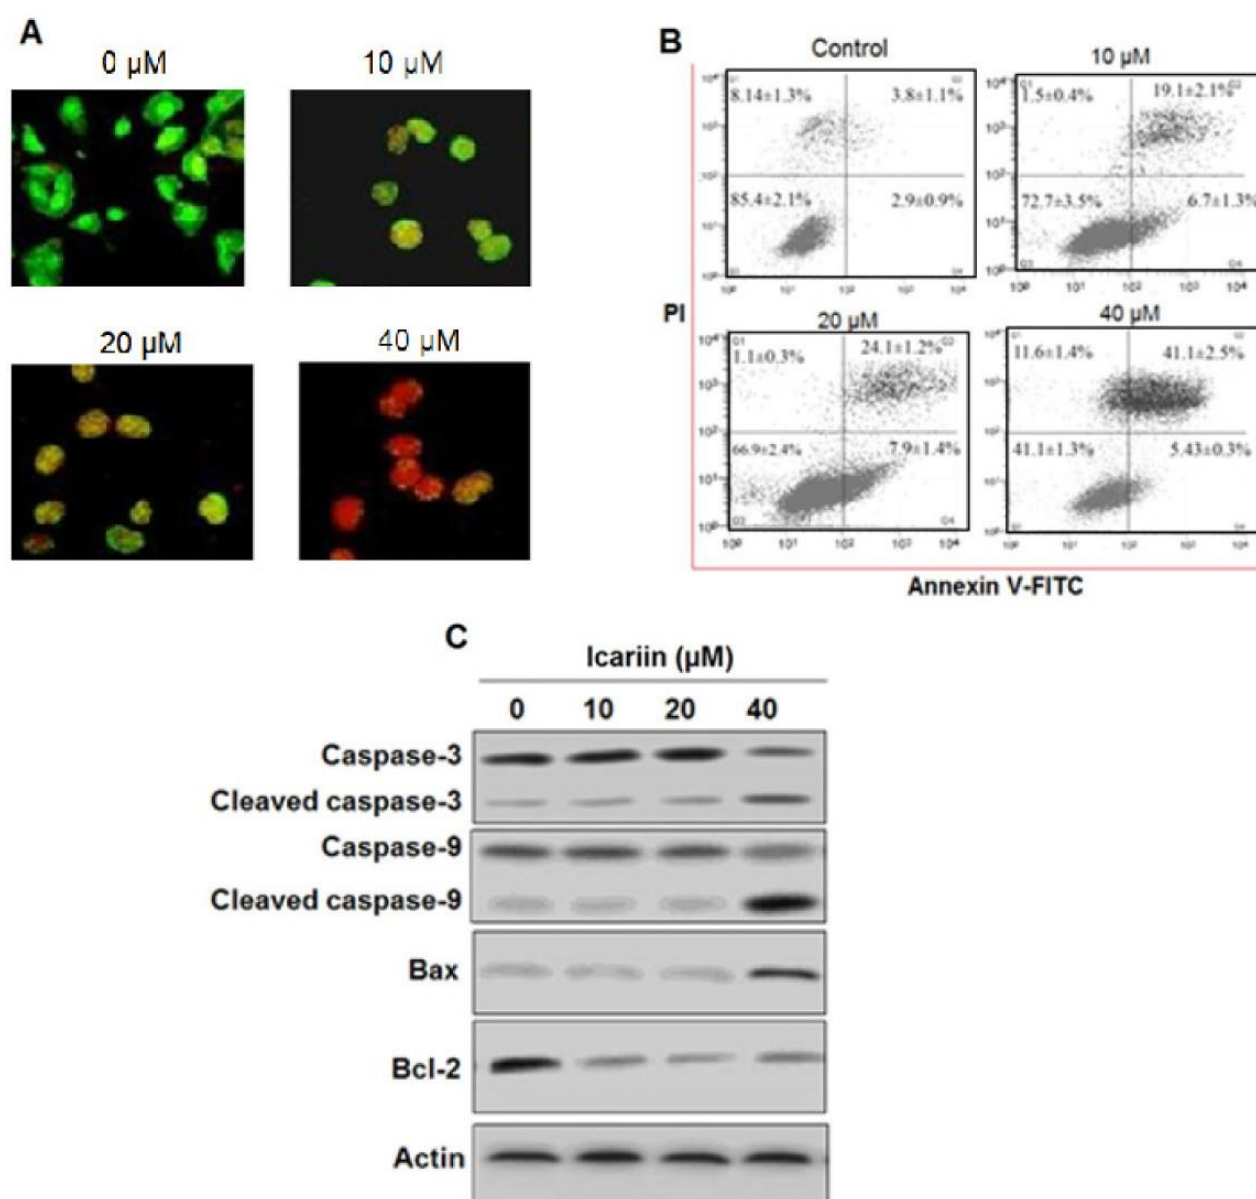 A
0 µM
10 µM
20 µM
40 µM
B
Control
10 µM
8.14±1.3%
3.8±1.1%
85.4±2.1%
2.9±0.9%
1.5±0.4%
19.1±2.1%
72.7±3.5%
6.7±1.3%
PI
20 µM
40 µM
1.1±0.3%
24.1±1.2%
66.9±2.4%
7.9±1.4%
11.6±1.4%
41.1±2.5%
41.1±1.3%
5.43±0.3%
Annexin V-FITC
C
Icariin (µM)
0 10 20 40
Caspase-3
Cleaved caspase-3
Caspase-9
Cleaved caspase-9
Bax
Bcl-2
Actin